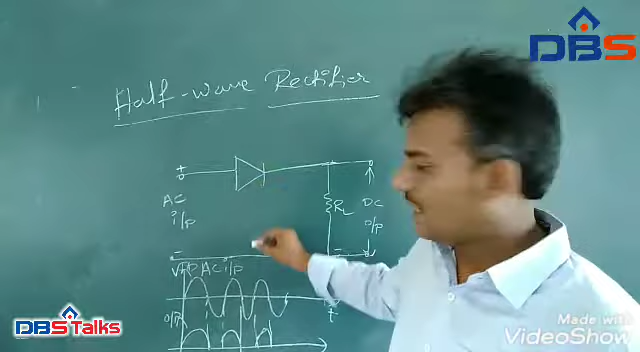 DBS
Half-wave Rectifier
AC
i/p
RL
DC
o/p
AC i/p
t
o/p
DBS Talks
Made with
VideoShow